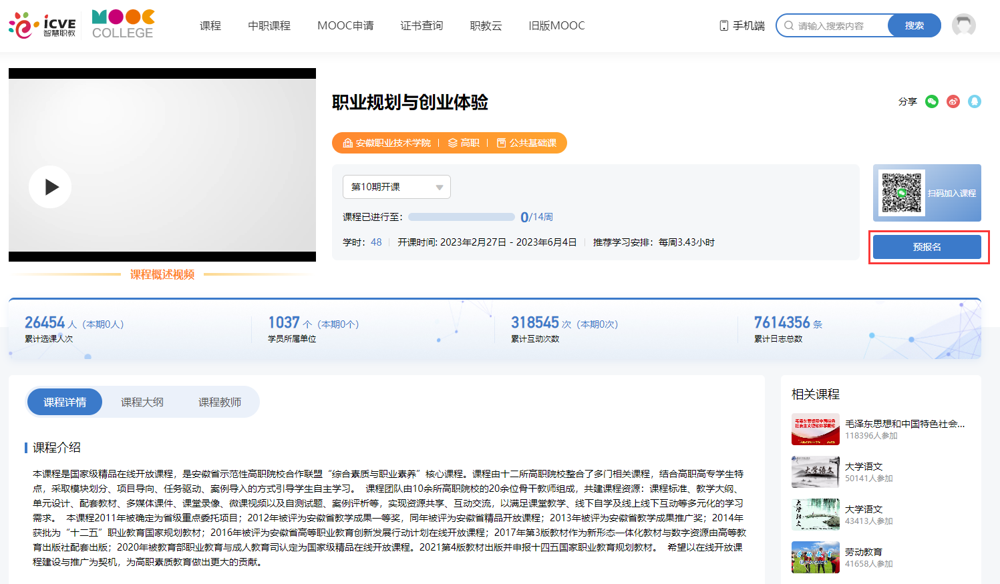 iCVE
智慧职教
MOOC
COLLEGE
课程
中职课程
MOOC申请
证书查询
职教云
旧版MOOC
手机端
请输入搜索内容
搜索
职业规划与创业体验
分享
安徽职业技术学院
高职
公共基础课
第10期开课
课程已进行至：
0/14周
学时：48
开课时间: 2023年2月27日 - 2023年6月4日
推荐学习安排：每周3.43小时
扫码加入课程
预报名
课程概述视频
26454 人（本期0人）
累计选课人次
1037 个（本期0个）
学员所属单位
318545 次（本期0次）
累计互动次数
7614356 条
累计日志总数
课程详情
课程大纲
课程教师
课程介绍
本课程是国家级精品在线开放课程，是安徽省示范性高职院校合作联盟“综合素质与职业素养”核心课程。课程由十二所高职院校整合了多门相关课程，结合高职高专学生特
点，采取模块划分、项目导向、任务驱动、案例导入的方式引导学生自主学习。 课程团队由10余所高职院校的20余位骨干教师组成，共建课程资源：课程标准、教学大纲、
单元设计、配套教材、多媒体课件、课堂录像、微课视频以及自测试题、案例评析等，实现资源共享、互动交流，以满足课堂教学、线下自学及线上线下互动等多元化的学习
需求。 本课程2011年被确定为省级重点委托项目；2012年被评为安徽省教学成果一等奖，同年被评为安徽省精品开放课程；2013年被评为安徽省教学成果推广奖；2014年
获批为“十二五”职业教育国家规划教材；2016年被评为安徽省高等职业教育创新发展行动计划在线开放课程；2017年第3版教材作为新形态一体化教材与数字资源由高等教
育出版社配套出版；2020年被教育部职业教育与成人教育司认定为国家级精品在线开放课程。2021第4版教材出版并申报十四五国家职业教育规划教材。 希望以在线开放课
程建设与推广为契机，为高职素质教育做出更大的贡献。
相关课程
毛泽东思想和中国特色
社会主义理论体系概论
毛泽东思想和中国特色社会...
118396人参加
大学语文
大学语文
50141人参加
大学语文
大学语文
43413人参加
劳动教育
劳动教育
41658人参加